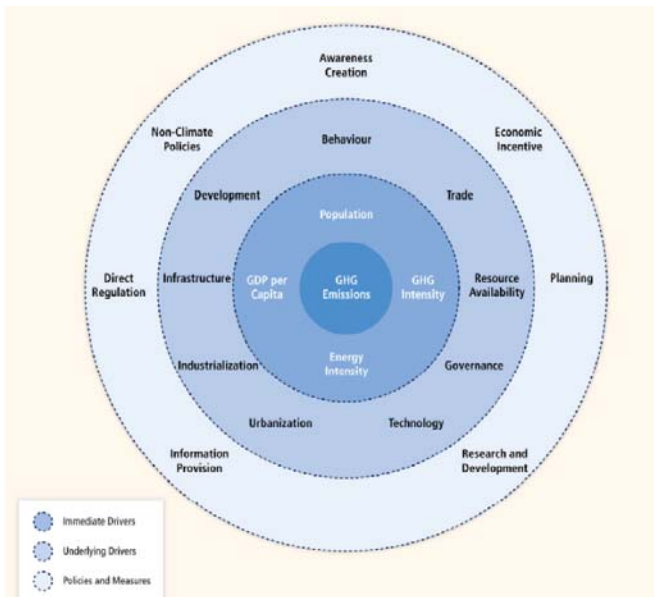 Awareness
Creation
Non-Climate
Policies
Economic
Incentive
Behaviour
Development
Trade
Population
Direct
Regulation
Infrastructure
GDP per
Capita
GHG
Emissions
GHG
Intensity
Resource
Availability
Planning
Energy
Intensity
Industrialization
Governance
Urbanization
Technology
Information
Provision
Research and
Development
Immediate Drivers
Underlying Drivers
Policies and Measures